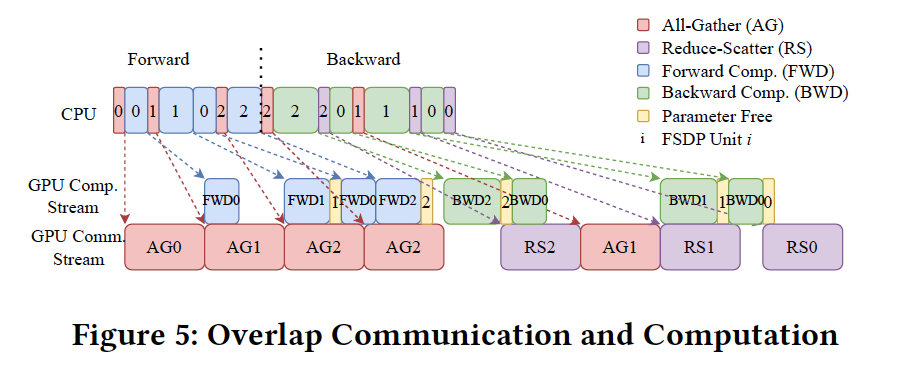 All-Gather (AG)
Reduce-Scatter (RS)
Forward Comp. (FWD)
Backward Comp. (BWD)
Parameter Free
i FSDP Unit i
Forward Backward
CPU 0 0 1 1 0 2 2 2 2 2 0 1 1 1 0 0
GPU Comp.
Stream
FWD0 FWD1 1 FWD0 FWD2 2 BWD2 2 BWD0 BWD1 1 BWD0 0
GPU Comm.
Stream
AG0 AG1 AG2 AG2 RS2 AG1 RS1 RS0
Figure 5: Overlap Communication and Computation